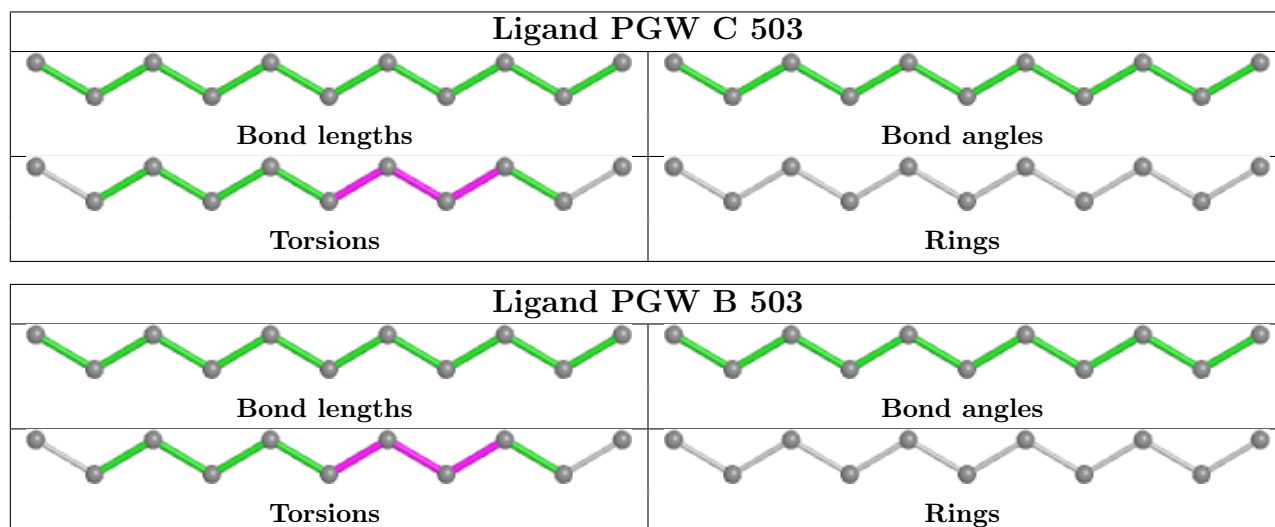 Ligand PGW C 503
Bond lengths
Bond angles
Torsions
Rings
Ligand PGW B 503
Bond lengths
Bond angles
Torsions
Rings